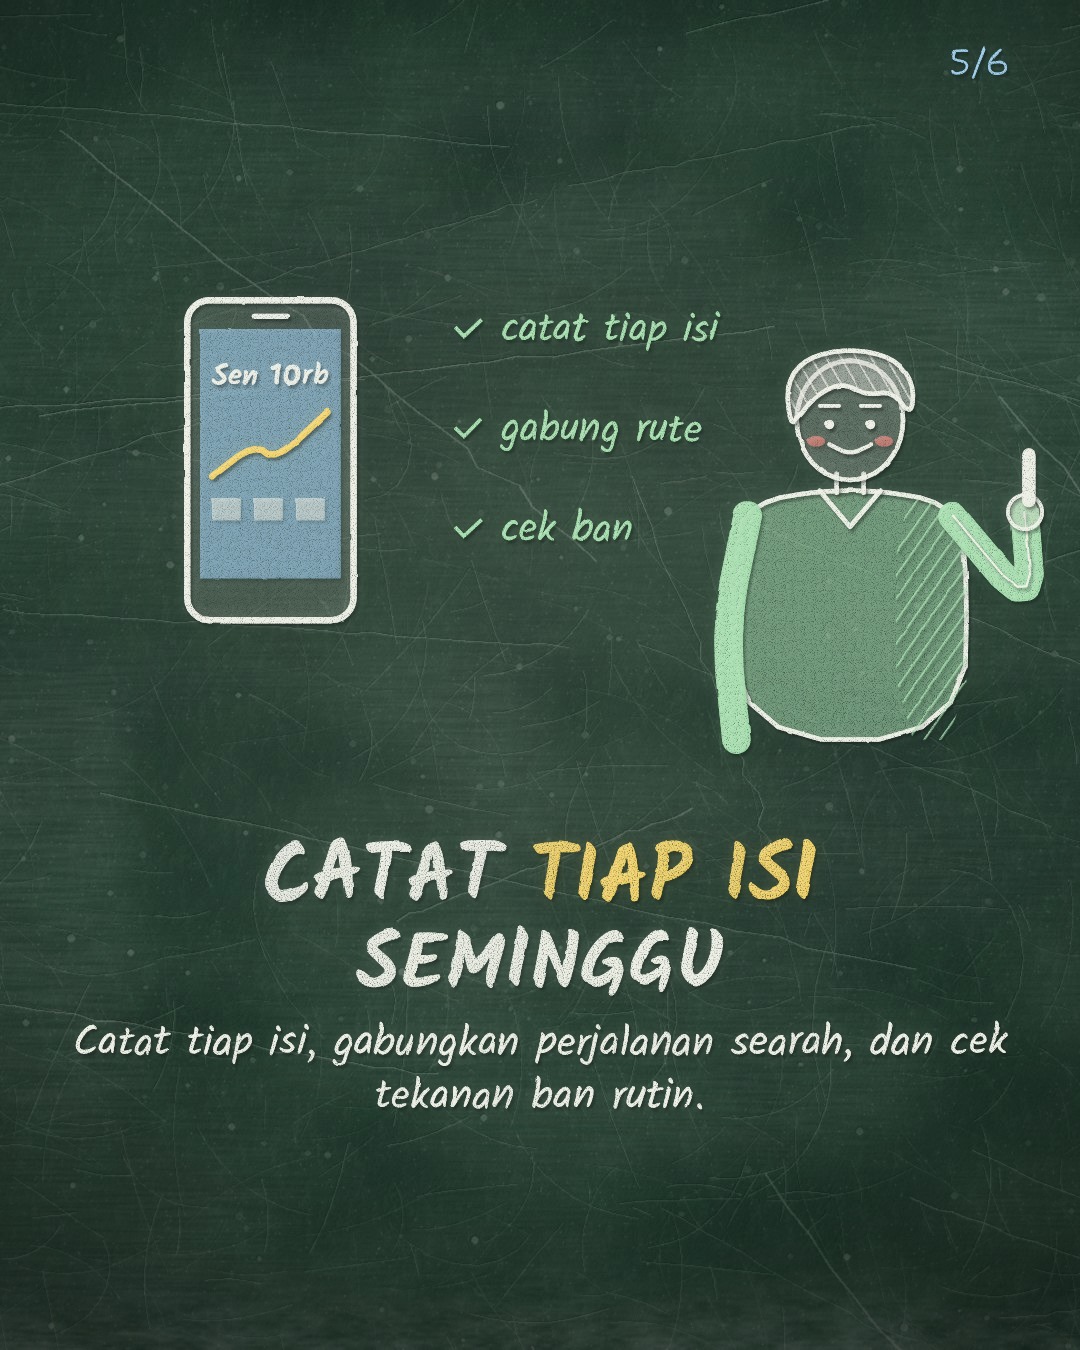 5/6
Sen 10rb
catat tiap isi
gabung rute
cek ban
CATAT TIAP ISI
SEMINGGU
Catat tiap isi, gabungkan perjalanan searah, dan cek
tekanan ban rutin.